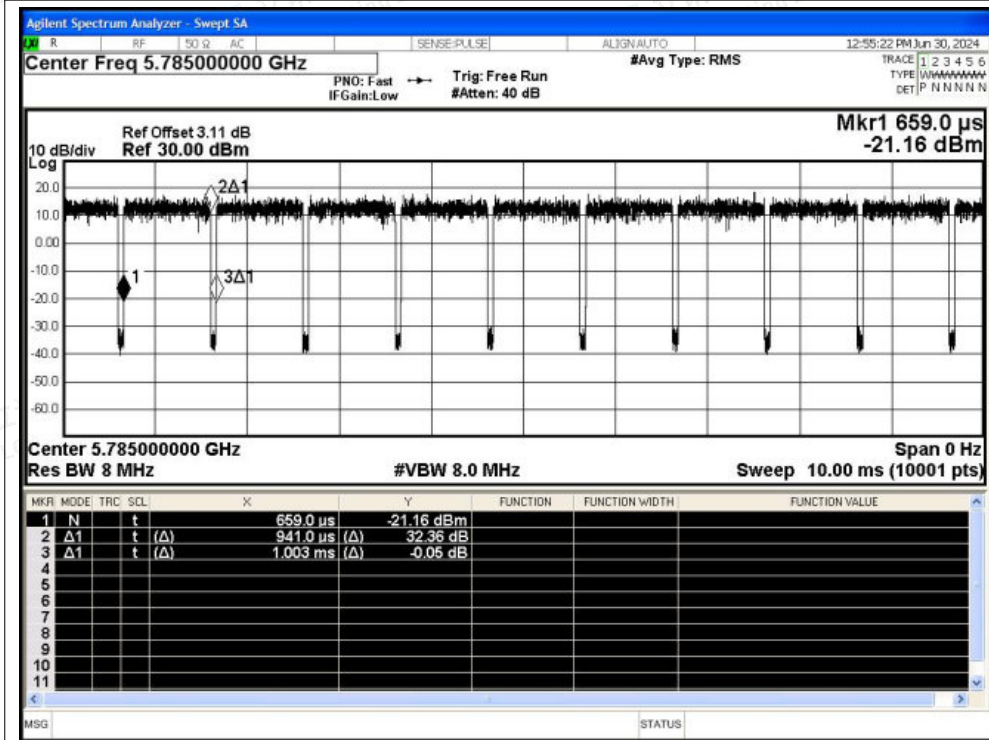 Agilent Spectrum Analyzer - Swept SA
LXI R RF 50 Ω AC SENSE:PULSE ALIGN AUTO 12:55:22 PM Jun 30, 2024
Center Freq 5.785000000 GHz #Avg Type: RMS TRACE 1 2 3 4 5 6
PNO: Fast Trig: Free Run TYPE
IFGain:Low #Atten: 40 dB DET P N N N N N
Mkr1 659.0 µs
Ref Offset 3.11 dB
10 dB/div Ref 30.00 dBm -21.16 dBm
Log
20.0 2Δ1
10.0
0.00
-10.0 1 3Δ1
-20.0
-30.0
-40.0
-50.0
-60.0
Center 5.785000000 GHz Span 0 Hz
Res BW 8 MHz #VBW 8.0 MHz Sweep 10.00 ms (10001 pts)
MKR MODE TRC SCL X Y FUNCTION FUNCTION WIDTH FUNCTION VALUE
1 N t 659.0 µs -21.16 dBm
2 Δ1 t (Δ) 941.0 µs (Δ) 32.36 dB
3 Δ1 t (Δ) 1.003 ms (Δ) -0.05 dB
4
5
6
7
8
9
10
11
MSG STATUS